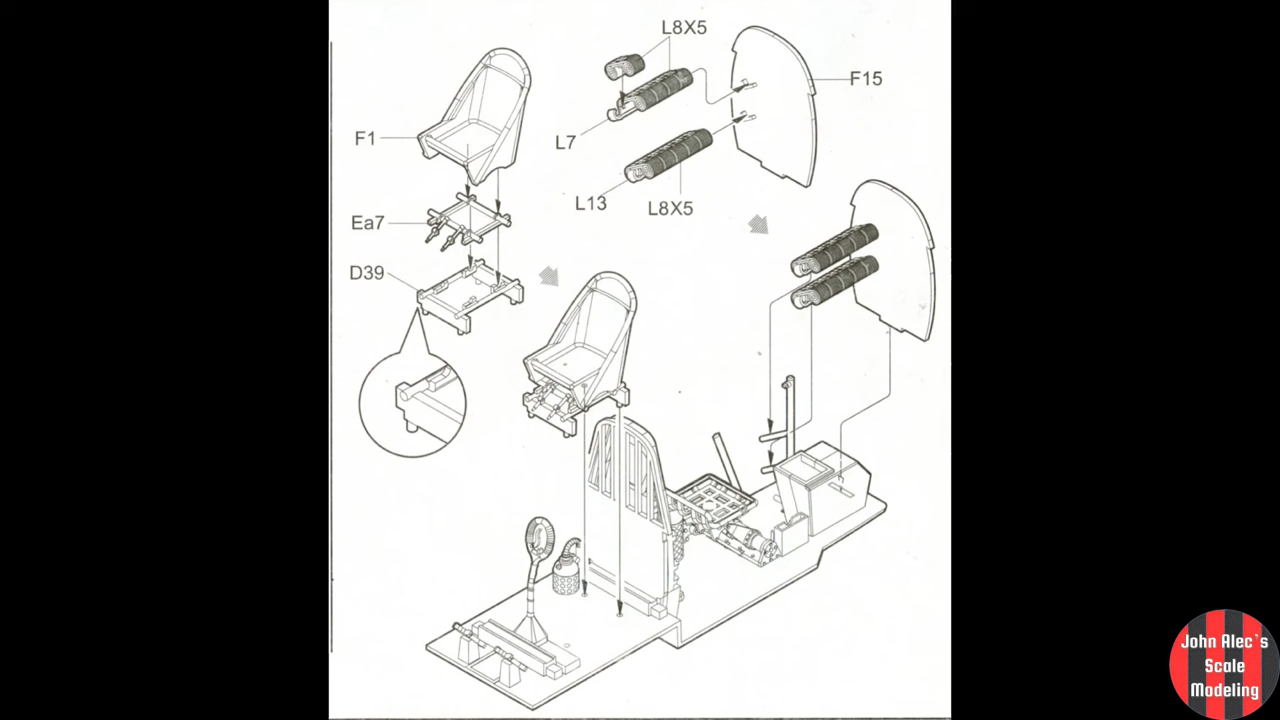 L8X5
F15
F1
L7
L13
L8X5
Ea7
D39
John Alec's
Scale
Modeling